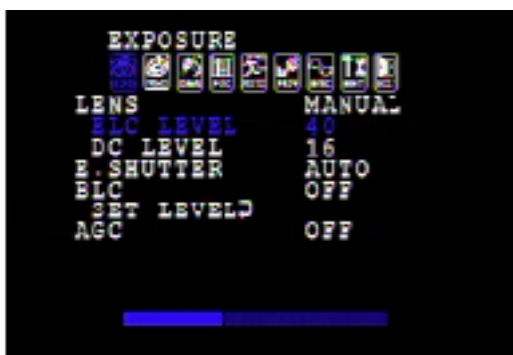 EXPOSURE
LENS MANUAL
ELC LEVEL 40
DC LEVEL 16
E.SHUTTER AUTO
BLC OFF
SET LEVEL
AGC OFF